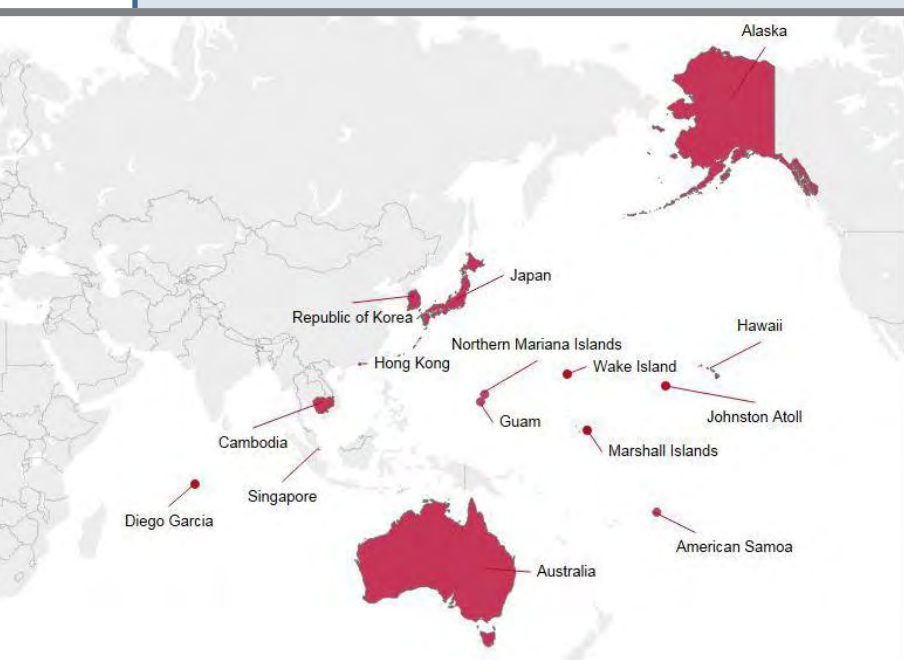 Alaska
Japan
Republic of Korea
Hawaii
Northern Mariana Islands
Hong Kong
Wake Island
Johnston Atoll
Guam
Cambodia
Marshall Islands
Singapore
Diego Garcia
American Samoa
Australia